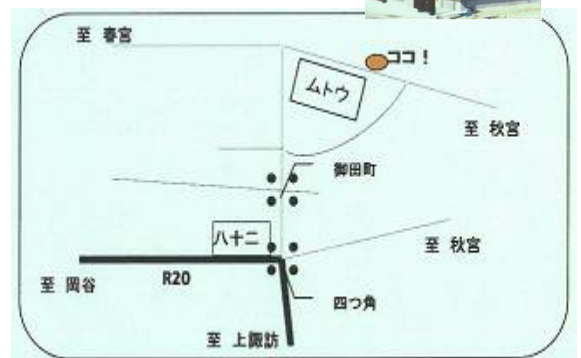 至 春宮
ココ！
ムトウ
至 秋宮
御田町
八十二
至 秋宮
R20
至 岡谷
四つ角
至 上諏訪